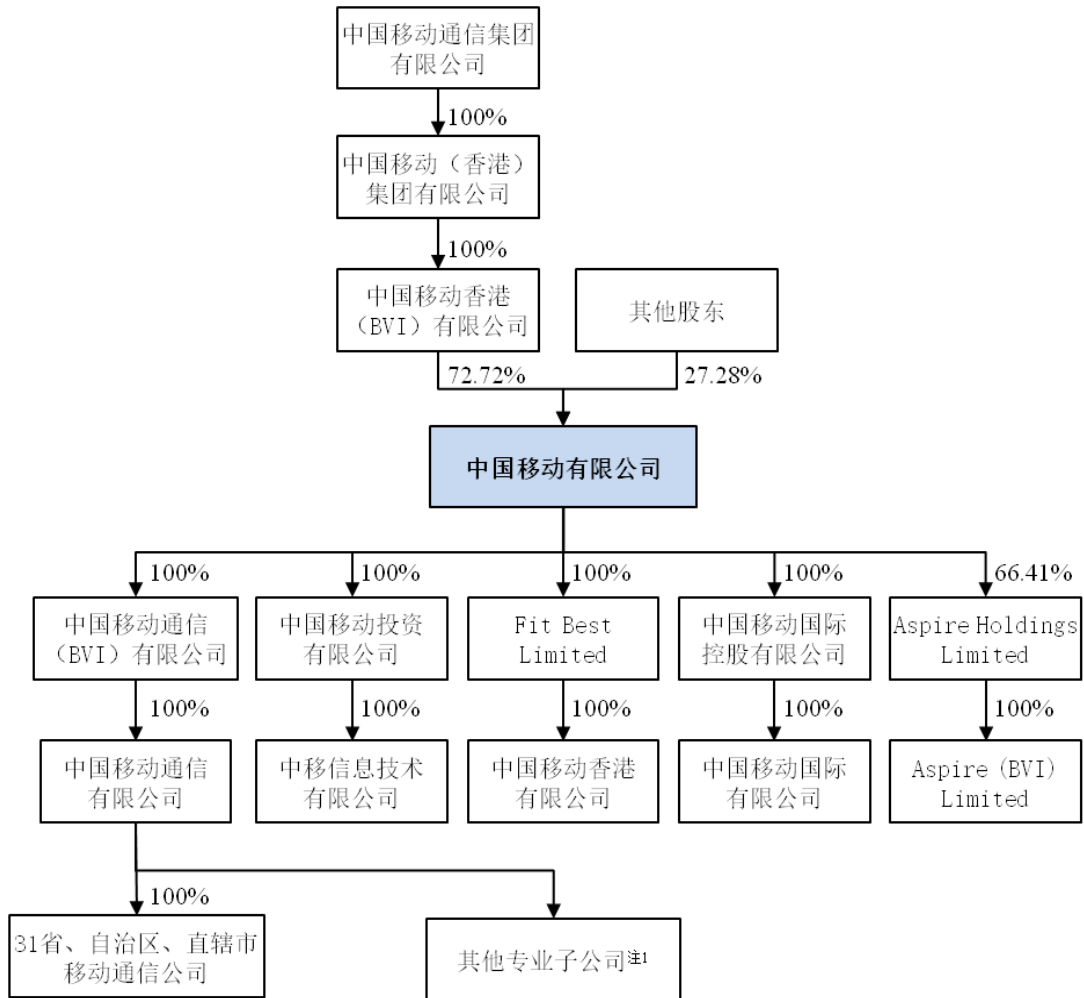 中国移动通信集团
有限公司
100%
中国移动（香港）
集团有限公司
100%
中国移动香港
（BVI）有限公司
其他股东
72.72%
27.28%
中国移动有限公司
100%
100%
100%
100%
66.41%
中国移动通信
（BVI）有限公司
中国移动投资
有限公司
Fit Best
Limited
中国移动国际
控股有限公司
Aspire Holdings
Limited
100%
100%
100%
100%
100%
中国移动通信
有限公司
中移信息技术
有限公司
中国移动香港
有限公司
中国移动国际
有限公司
Aspire (BVI)
Limited
100%
31省、自治区、直辖市
移动通信公司
其他专业子公司注1